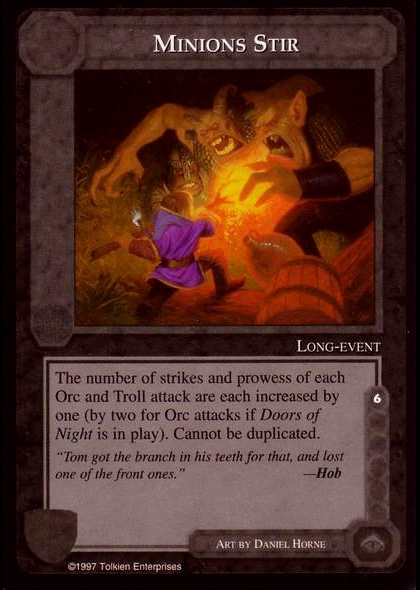 MINIONS STIR
LONG-EVENT
The number of strikes and prowess of each
Orc and Troll attack are each increased by
one (by two for Orc attacks if Doors of
Night is in play). Cannot be duplicated.
6
“Tom got the branch in his teeth for that, and lost
one of the front ones.” —Hob
ART BY DANIEL HORNE
©1997 Tolkien Enterprises